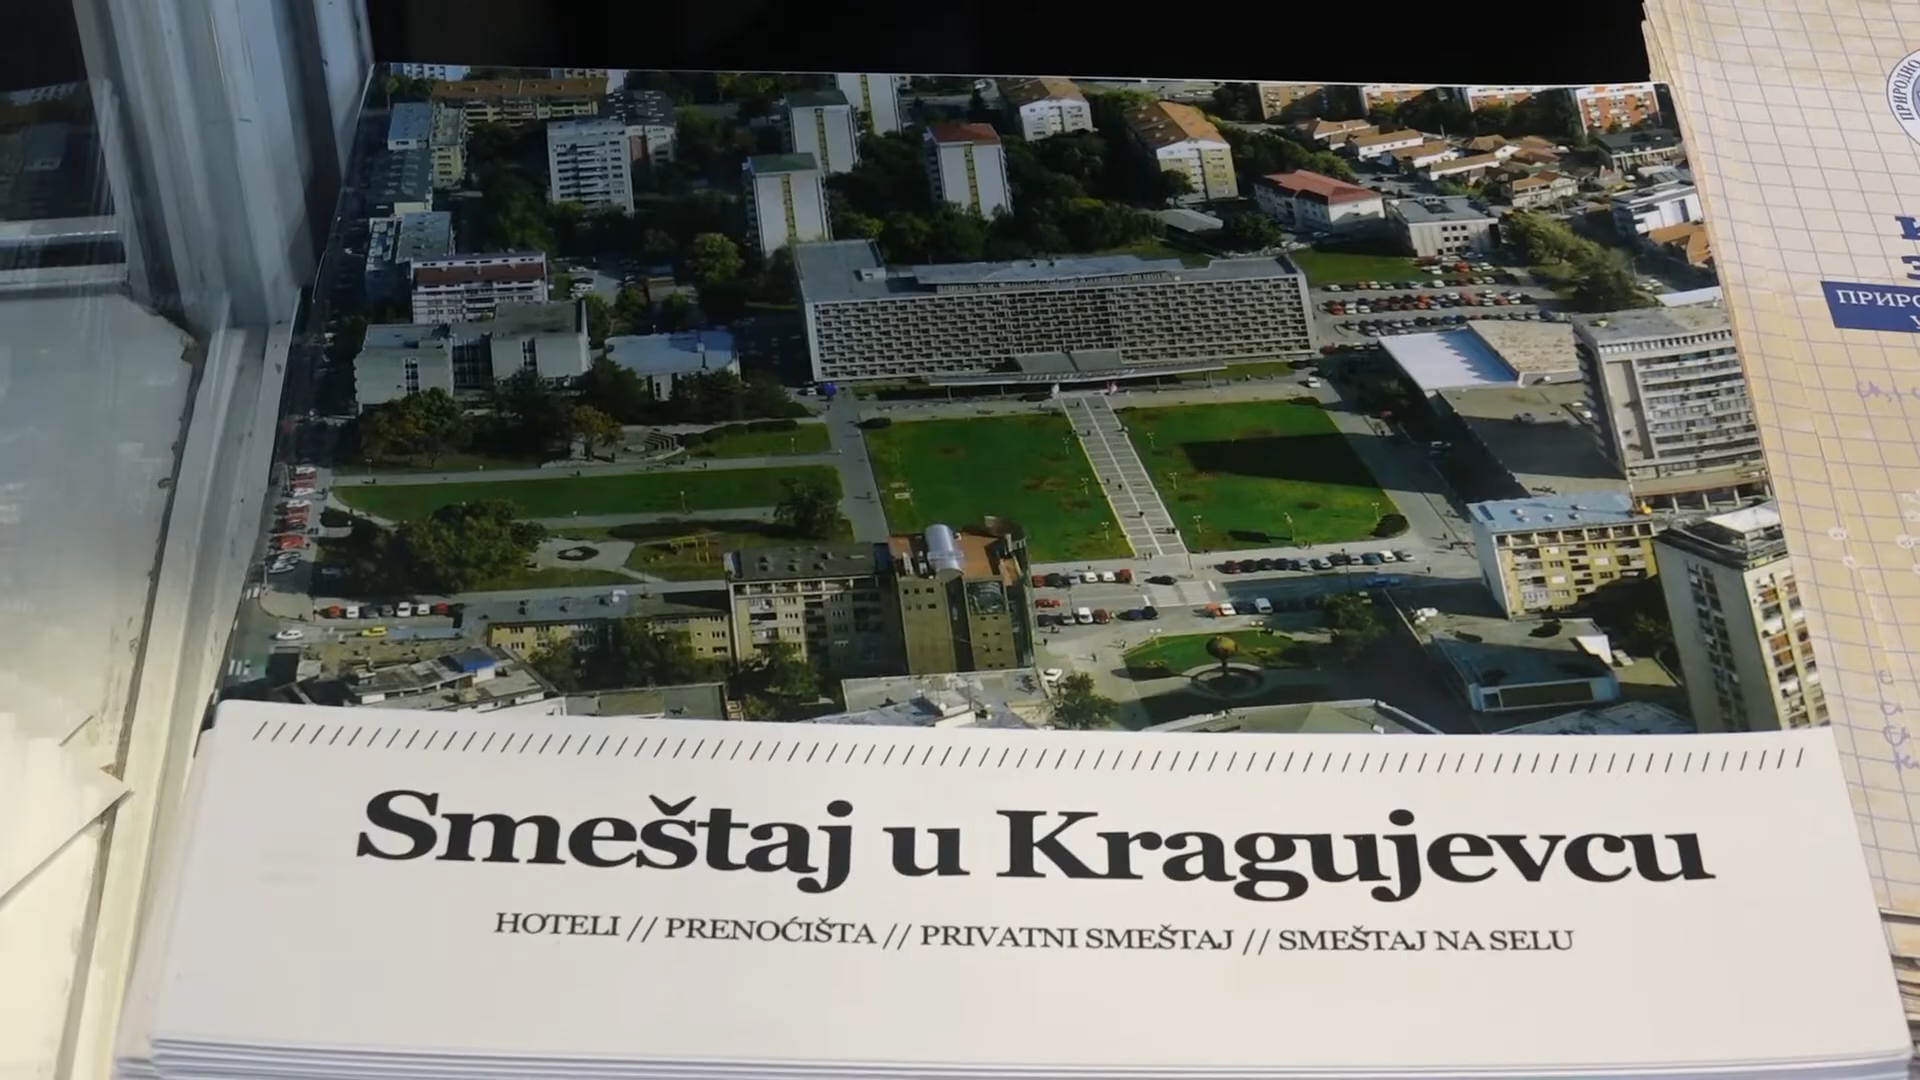 Smeštaj u Kragujevcu
HOTELI // PRENOĆIŠTA // PRIVATNI SMEŠTAJ // SMEŠTAJ NA SELU